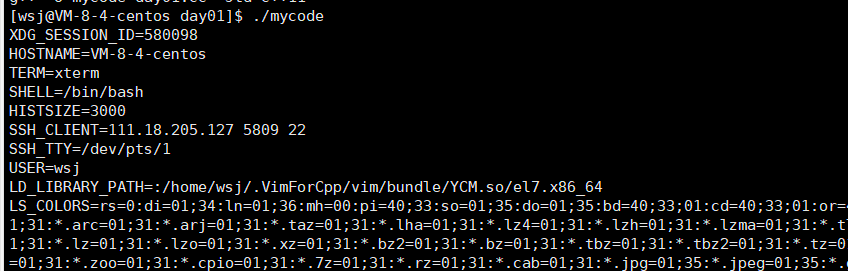 [wsj@VM-8-4-centos day01]$ ./mycode
XDG_SESSION_ID=580098
HOSTNAME=VM-8-4-centos
TERM=xterm
SHELL=/bin/bash
HISTSIZE=3000
SSH_CLIENT=111.18.205.127 5809 22
SSH_TTY=/dev/pts/1
USER=wsj
LD_LIBRARY_PATH=:/home/wsj/.VimForCpp/vim/bundle/YCM.so/el7.x86_64
LS_COLORS=rs=0:di=01;34:ln=01;36:mh=00:pi=40;33:so=01;35:do=01;35:bd=40;33;01:cd=40;33;01:or=
1;31:*.arc=01;31:*.arj=01;31:*.taz=01;31:*.lha=01;31:*.lz4=01;31:*.lzh=01;31:*.lzma=01;31:*.t
1;31:*.lz=01;31:*.lzo=01;31:*.xz=01;31:*.bz2=01;31:*.bz=01;31:*.tbz=01;31:*.tbz2=01;31:*.tz=0
=01;31:*.zoo=01;31:*.cpio=01;31:*.7z=01;31:*.rz=01;31:*.cab=01;31:*.jpg=01;35:*.jpeg=01;35:*.